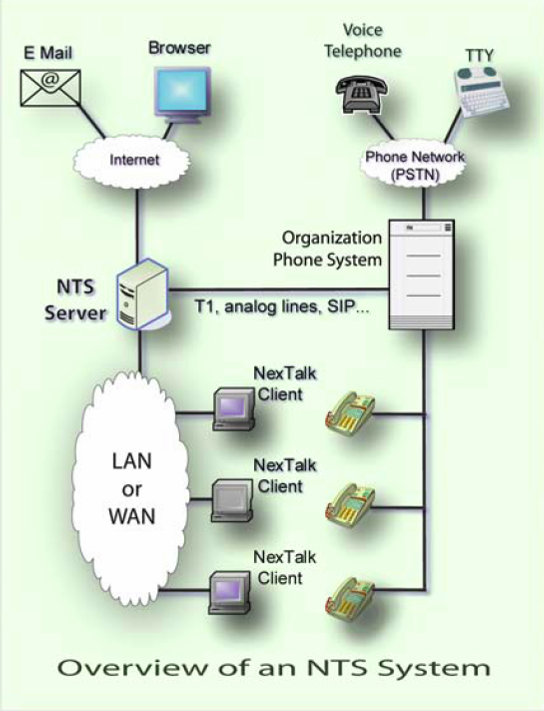 E Mail
Browser
Voice
Telephone
TTY
@
Internet
Phone Network
(PSTN)
Organization
Phone System
NTS
Server
T1, analog lines, SIP...
NexTalk
Client
LAN
or
WAN
NexTalk
Client
NexTalk
Client
Overview of an NTS System